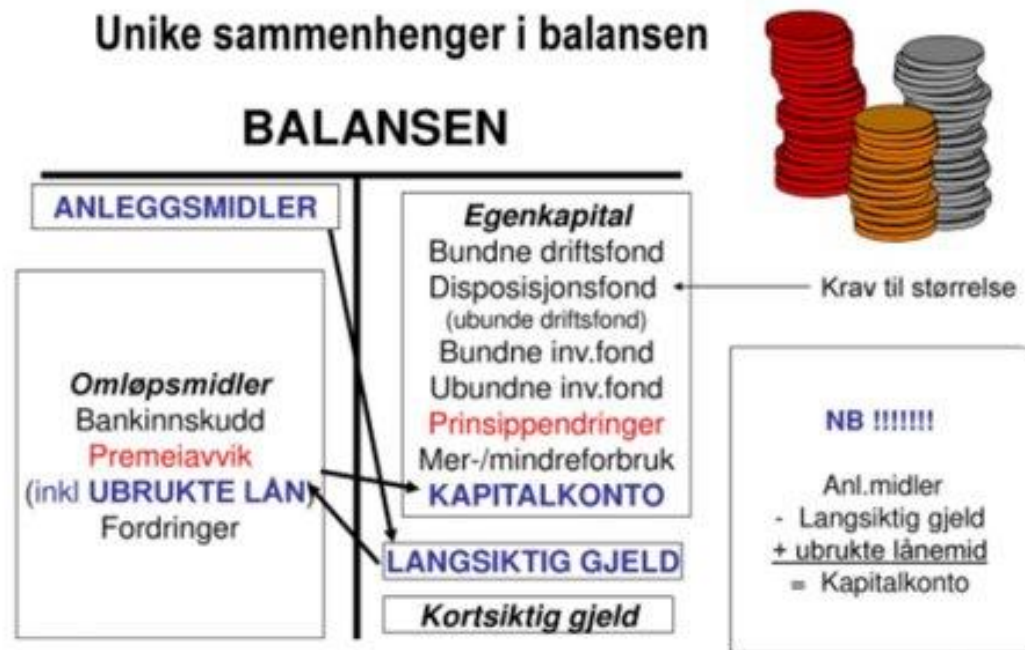 Unike sammenhenger i balansen
BALANSEN
ANLEGGSMIDLER
Omløpsmidler
Bankinnskudd
Premeiavvik
(inkl UBRUKTE LÅN)
Fordringer
Egenkapital
Bundne driftsfond
Disposisjonsfond
(ubunde driftsfond)
Bundne inv.fond
Ubundne inv.fond
Prinsippendringer
Mer-/mindreforbruk
KAPITALKONTO
LANGSIKTIG GJELD
Kortsiktig gjeld
Krav til størrelse
NB !!!!!!!
Anl.midler
- Langsiktig gjeld
+ ubrukte lånemid
= Kapitalkonto